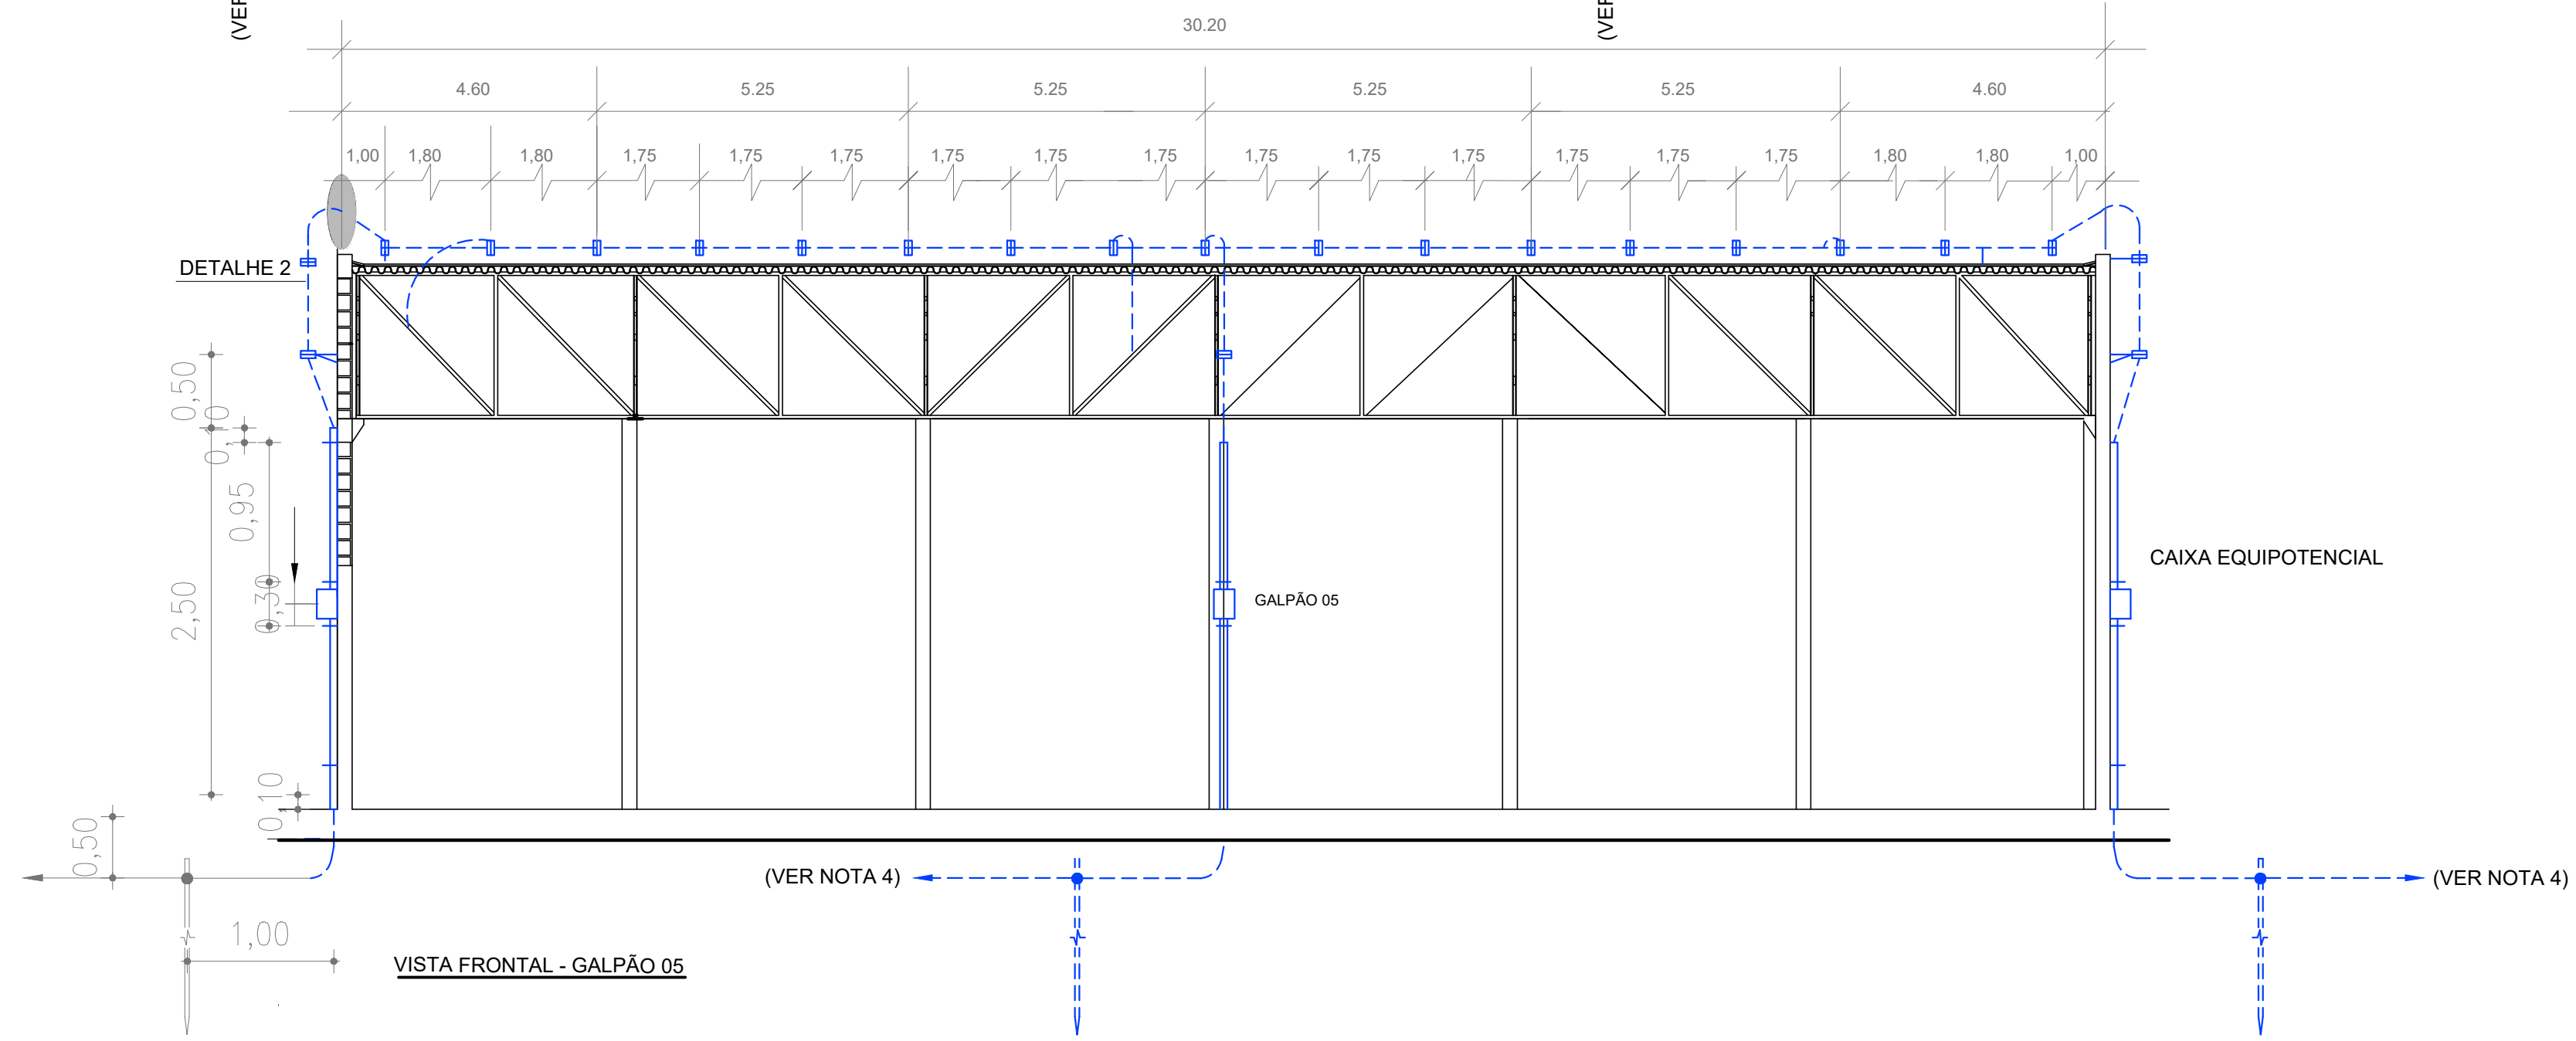 (VER
(VER
30.20
4.60 5.25 5.25 5.25 5.25 4.60
1,00 1,80 1,80 1,75 1,75 1,75 1,75 1,75 1,75 1,75 1,75 1,75 1,75 1,75 1,75 1,80 1,80 1,00
DETALHE 2
0,50
0,10
0,95
2,50
0,30
CAIXA EQUIPOTENCIAL
GALPÃO 05
0,10
0,50
(VER NOTA 4)
(VER NOTA 4)
1,00
VISTA FRONTAL - GALPÃO 05